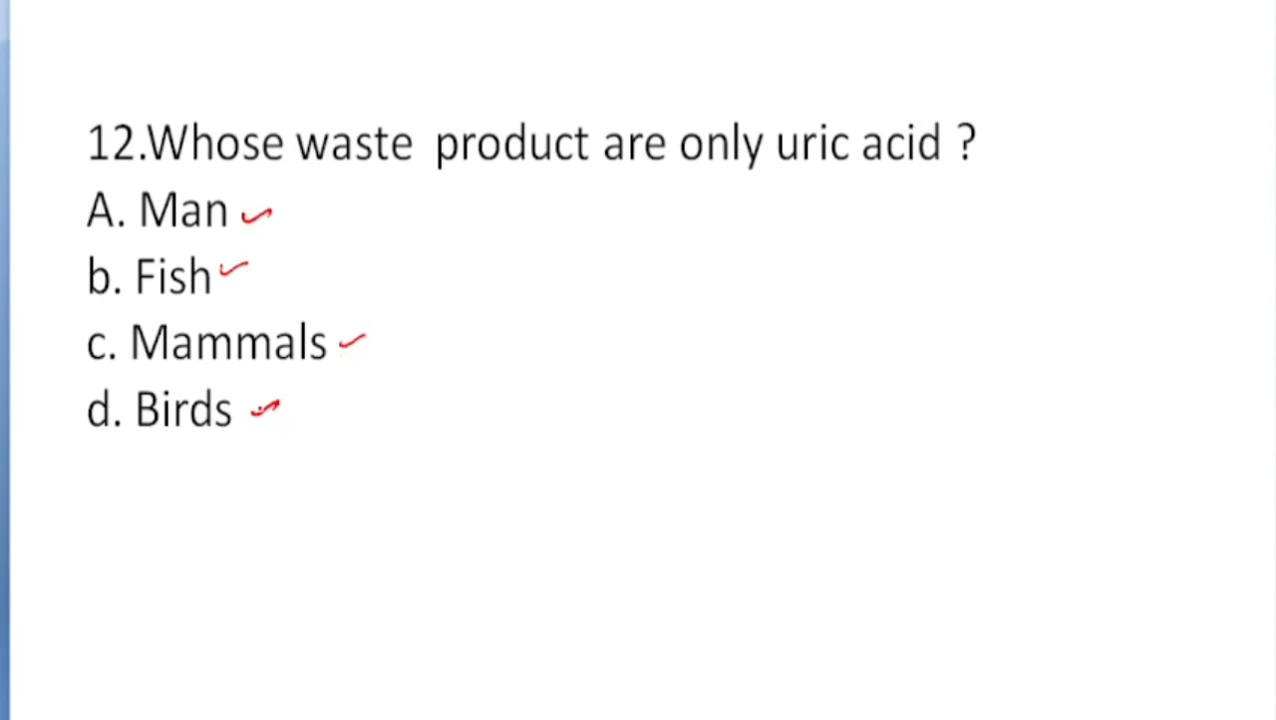 12.Whose waste product are only uric acid ?
A. Man
b. Fish
c. Mammals
d. Birds